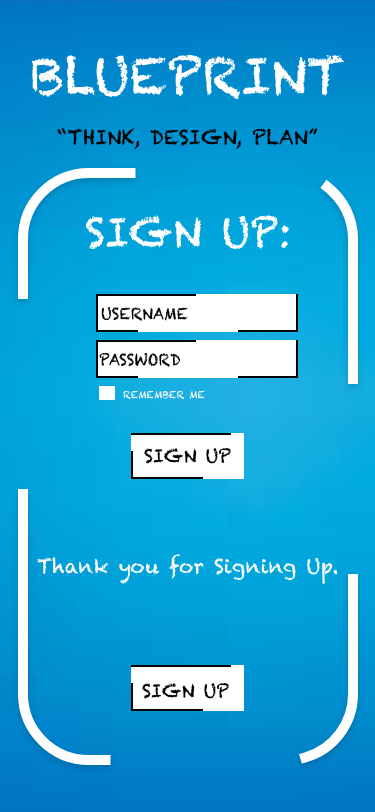 BLUEPRINT
“THINK, DESIGN, PLAN”
SIGN UP:
USERNAME
PASSWORD
REMEMBER ME
SIGN UP
Thank you for Signing Up.
SIGN UP